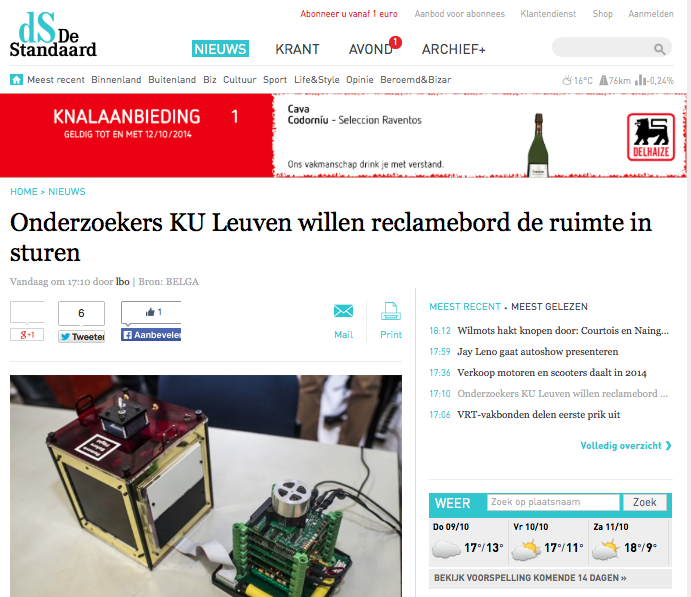 dS De Standaard
Abonneer u vanaf 1 euro Aanbod voor abonnees Klantendienst Shop Aanmelden
NIEUWS KRANT AVOND 1 ARCHIEF+
Meest recent Binnenland Buitenland Biz Cultuur Sport Life&Style Opinie Beroemd&Bizar 16°C 76km -0,24%
KNALAANBIEDING 1
GELDIG TOT EN MET 12/10/2014
Cava
Codorníu - Seleccion Raventos
Ons vakmanschap drink je met verstand.
DELHAIZE
HOME > NIEUWS
Onderzoekers KU Leuven willen reclamebord de ruimte in
sturen
Vandaag om 17:10 door lbo | Bron: BELGA
6 1
g+1 Tweeten Aanbevelen
Mail Print
MEEST RECENT • MEEST GELEZEN
18:12 Wilmots hakt knopen door: Courtois en Naing...
17:59 Jay Leno gaat autoshow presenteren
17:36 Verkoop motoren en scooters daalt in 2014
17:10 Onderzoekers KU Leuven willen reclamebord ...
17:06 VRT-vakbonden delen eerste prik uit
Volledig overzicht ❯
WEER Zoek op plaatsnaam Zoek
Do 09/10 Vr 10/10 Za 11/10
17°/13° 17°/11° 18°/9°
BEKIJK VOORSPELLING KOMENDE 14 DAGEN »